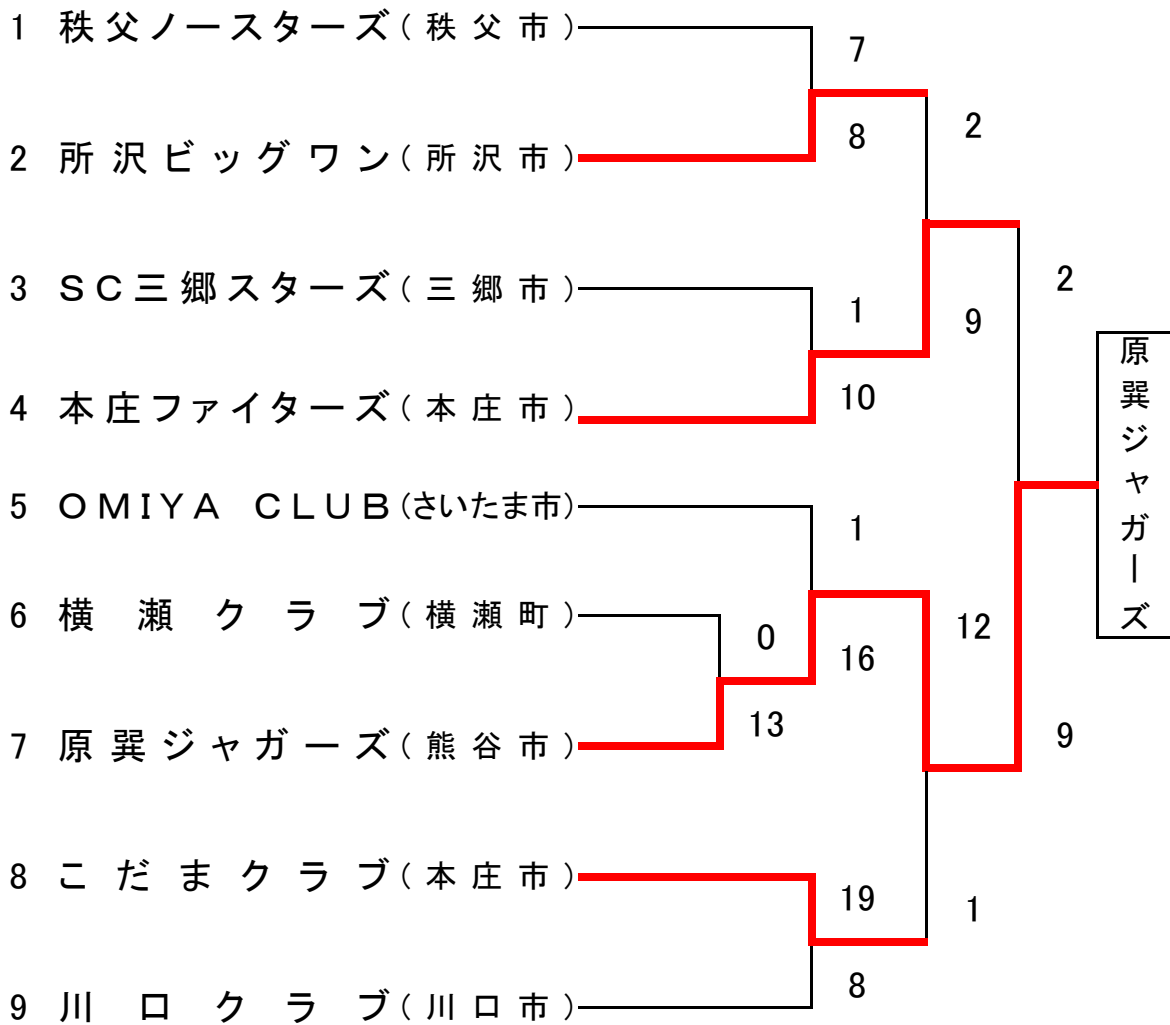 1 秩父ノースターズ(秩父市)
7
2
8
2 所沢ビッグワン(所沢市)
3 SC三郷スターズ(三郷市)
2
1
9
10
4 本庄ファイターズ(本庄市)
原巽ジャガーズ
5 OMIYA CLUB(さいたま市)
1
6 横瀬クラブ(横瀬町)
0
12
16
13
7 原巽ジャガーズ(熊谷市)
9
8 こだまクラブ(本庄市)
19
1
8
9 川口クラブ(川口市)